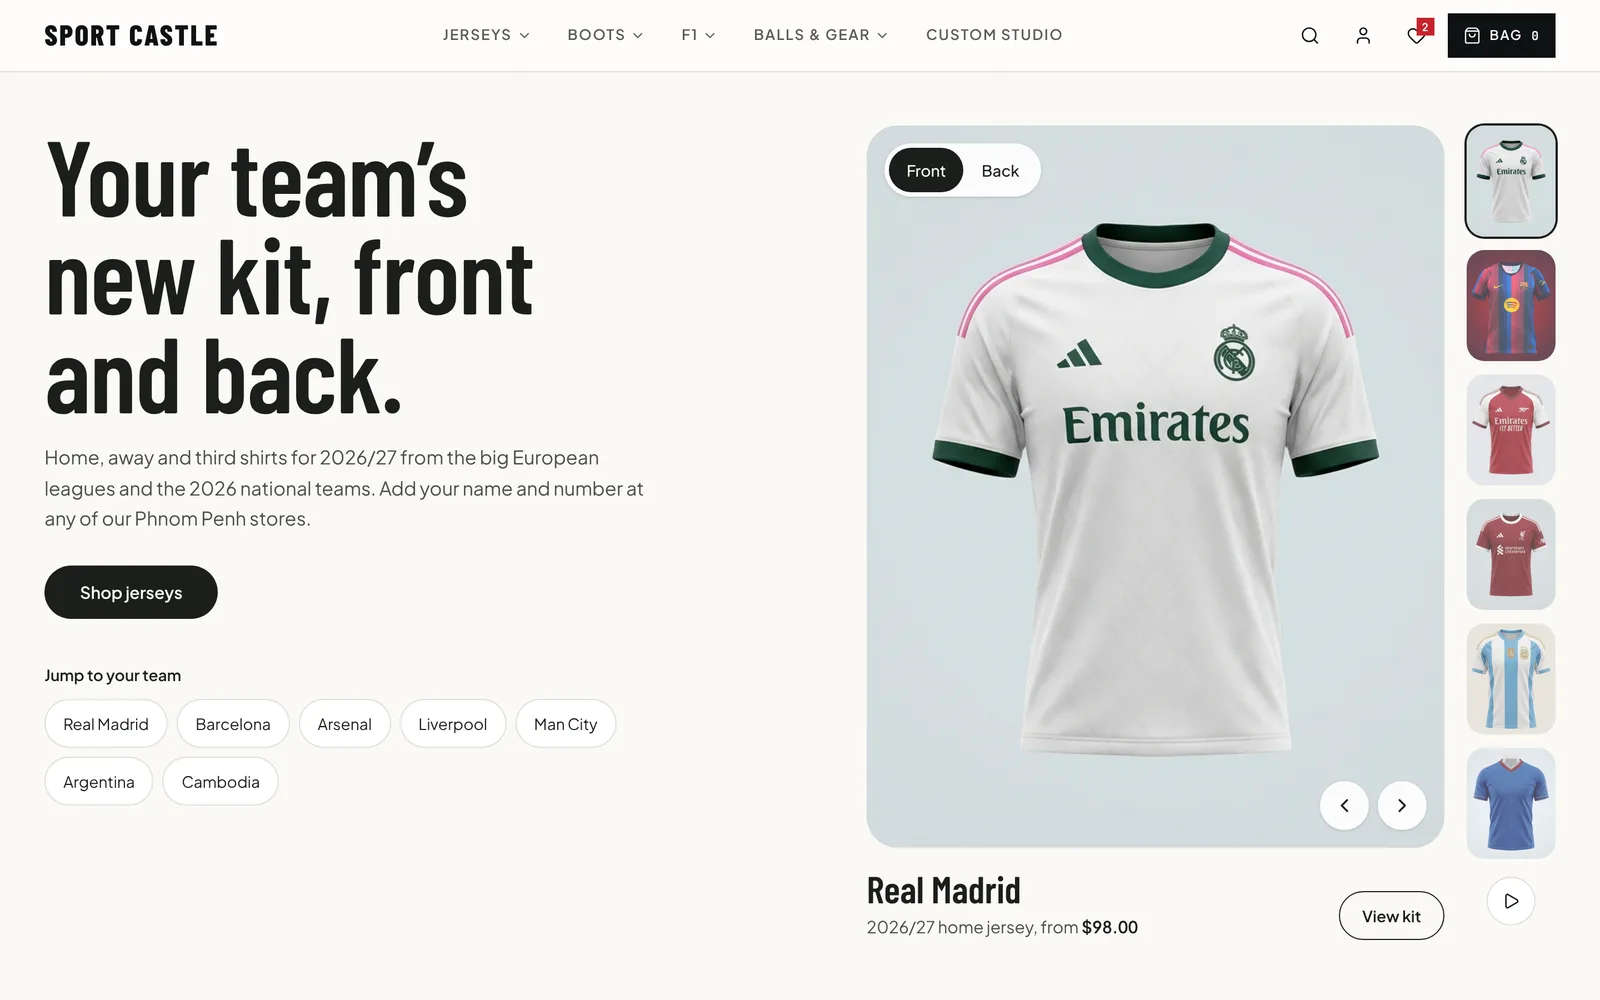 SPORT CASTLE
JERSEYS
BOOTS
F1
BALLS & GEAR
CUSTOM STUDIO
2
BAG 0
Your team’s
new kit, front
and back.
Home, away and third shirts for 2026/27 from the big European
leagues and the 2026 national teams. Add your name and number at
any of our Phnom Penh stores.
Shop jerseys
Jump to your team
Real Madrid
Barcelona
Arsenal
Liverpool
Man City
Argentina
Cambodia
Front
Back
Emirates
Real Madrid
2026/27 home jersey, from $98.00
View kit
Emirates
Emirates
FLY BETTER